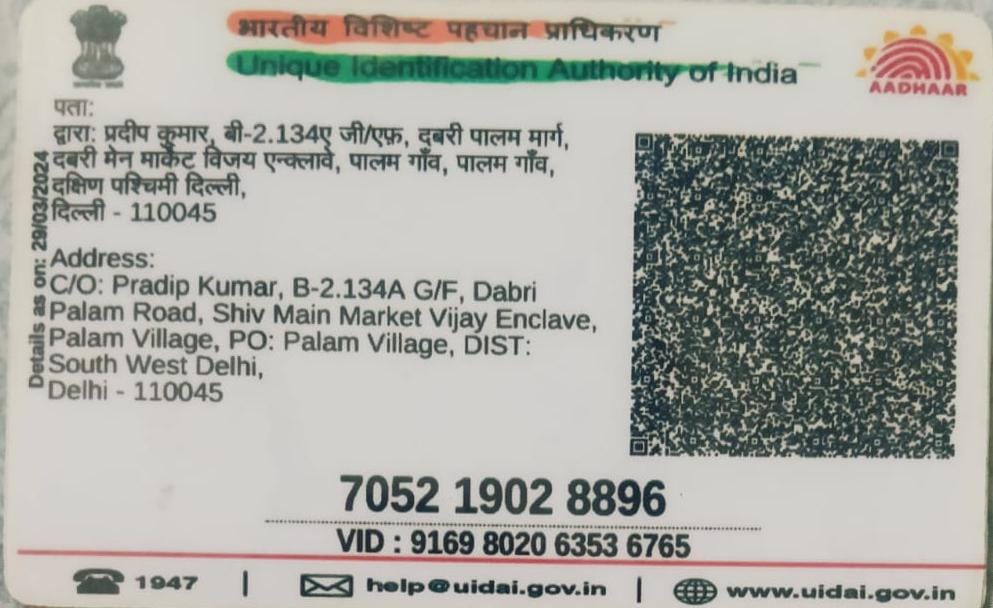 भारतीय विशिष्ट पहचान प्राधिकरण
Unique Identification Authority of India
AADHAAR
पता:
द्वारा: प्रदीप कुमार, बी-2.134ए जी/एफ़, दबरी पालम मार्ग,
दबरी मेन मार्केट विजय एन्क्लावे, पालम गाँव, पालम गाँव,
दक्षिण पश्चिमी दिल्ली,
दिल्ली - 110045
Details as on: 29/03/2024
Address:
C/O: Pradip Kumar, B-2.134A G/F, Dabri
Palam Road, Shiv Main Market Vijay Enclave,
Palam Village, PO: Palam Village, DIST:
South West Delhi,
Delhi - 110045
7052 1902 8896
VID : 9169 8020 6353 6765
1947 | help@uidai.gov.in | www.uidai.gov.in